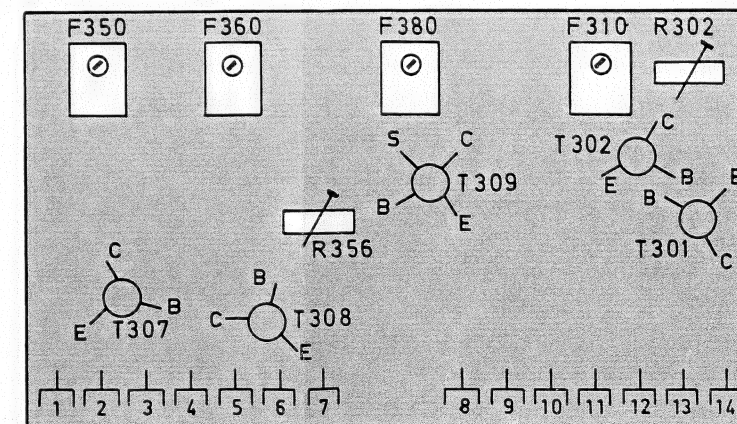 F350 F360 F380 F310 R302
S C T302 C
T309 E B B
B E
R356 T301 C
C
B
B C T308
E T307 E
1 2 3 4 5 6 7 8 9 10 11 12 13 14